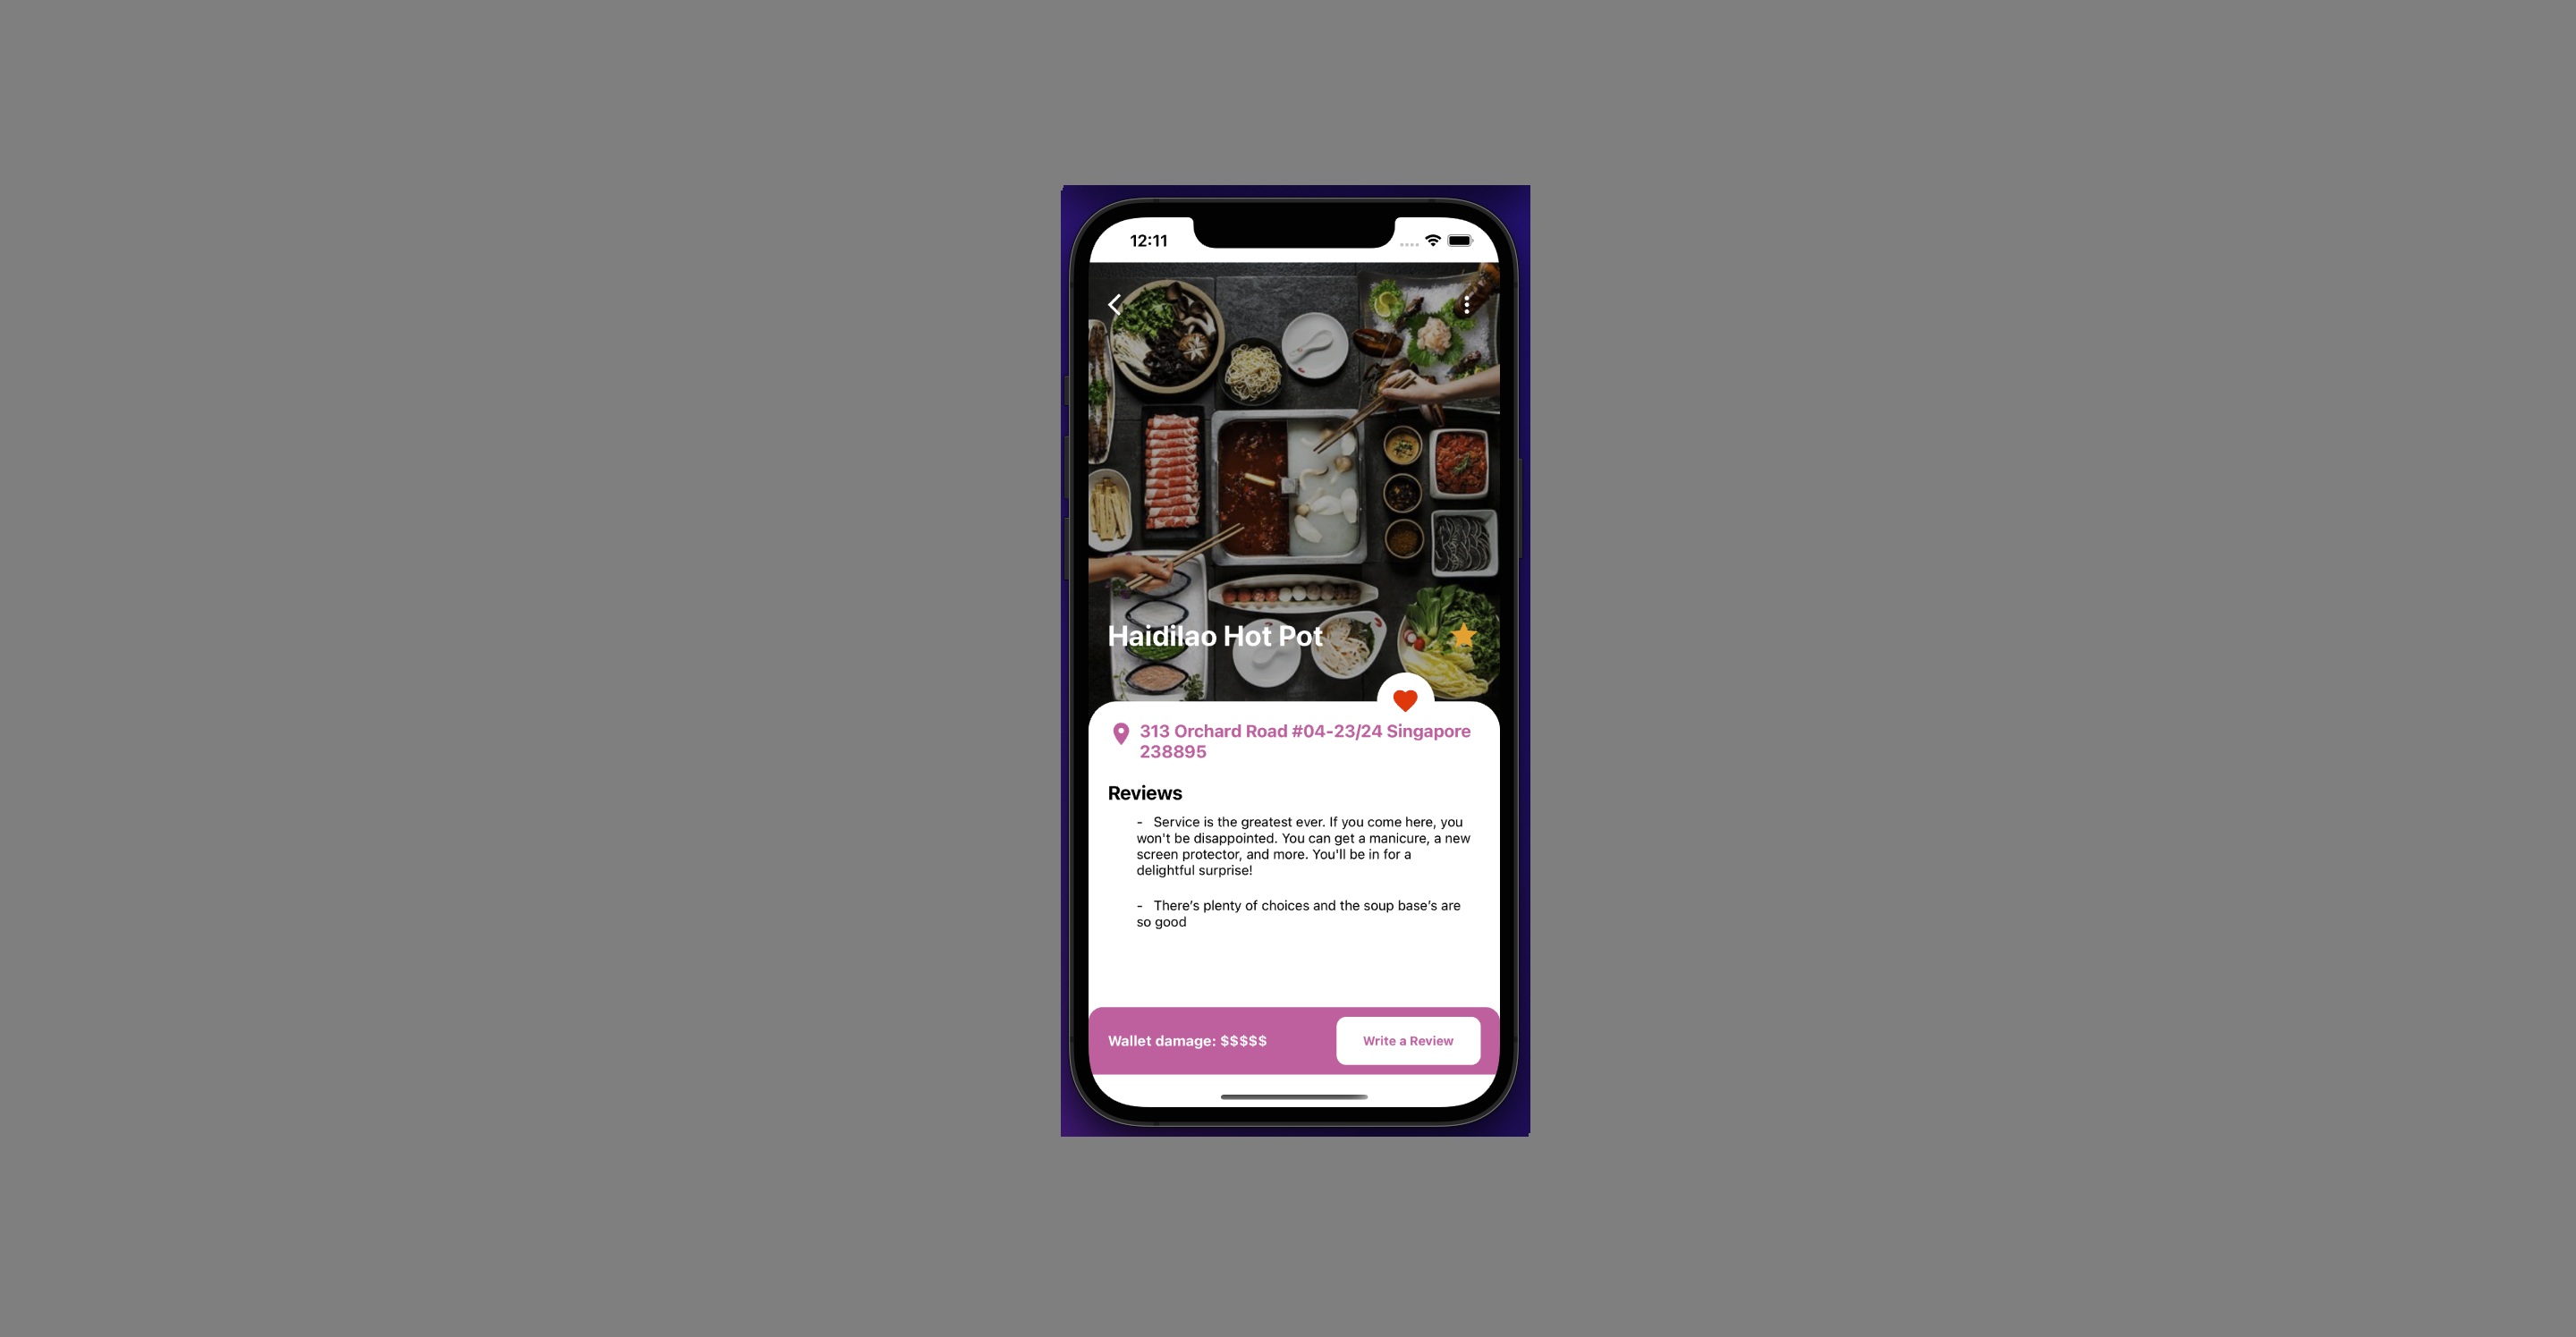 12:11
Haidilao Hot Pot
313 Orchard Road #04-23/24 Singapore
238895
Reviews
- Service is the greatest ever. If you come here, you
won't be disappointed. You can get a manicure, a new
screen protector, and more. You'll be in for a
delightful surprise!
- There's plenty of choices and the soup base's are
so good
Wallet damage: $$$$$
Write a Review